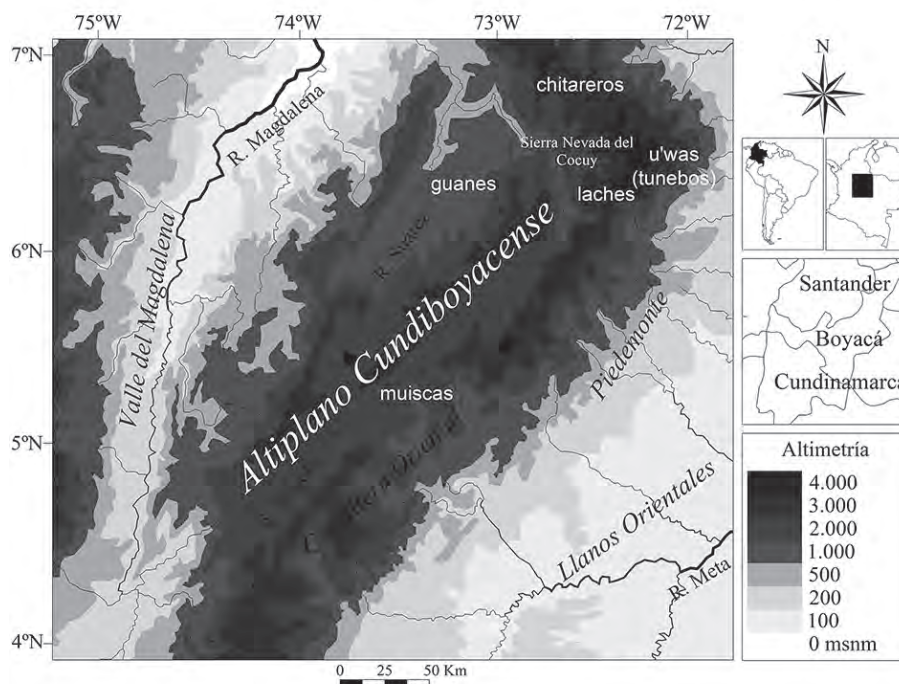 75°W
74°W
73°W
72°W
7°N
6°N
5°N
4°N
R. Magdalena
Valle del Magdalena
chitareros
Sierra Nevada del
Cocuy
u'was
(tunebos)
laches
guanes
R. Suárez
Altiplano Cundiboyacense
muiscas
Piedemonte
Llanos Orientales
R. Meta
0 25 50 Km
N
Santander
Boyacá
Cundinamarca
Altimetría
4.000
3.000
2.000
1.000
500
200
100
0 msnm